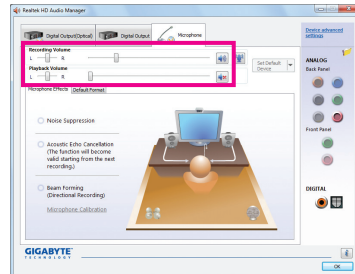 Realtek HD Audio Manager
Digital Output(Optical)
Digital Output
Microphone
Device advanced
settings
Recording Volume
L
R
Set Default
Device
Playback Volume
L
R
ANALOG
Back Panel
Microphone Effects
Default Format
Noise Suppression
Acoustic Echo Cancellation
(The function will become
valid starting from the next
recording.)
Front Panel
Beam Forming
(Directional Recording)
Microphone Calibration
DIGITAL
GIGABYTE
TECHNOLOGY
i
OK